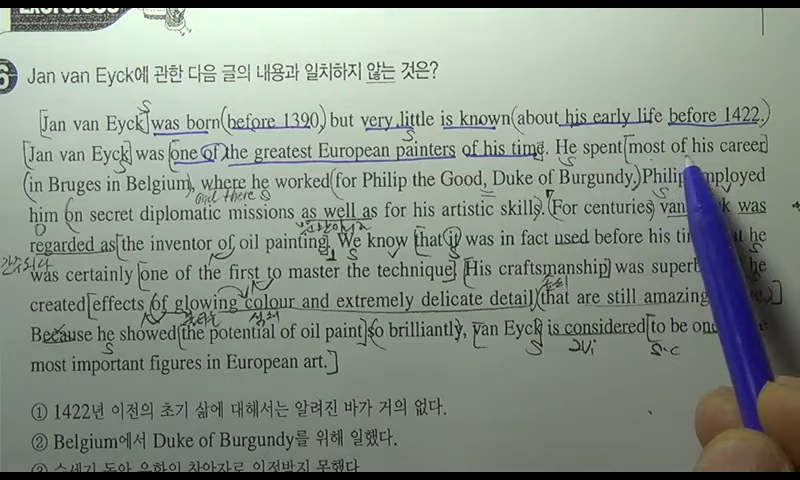 6 Jan van Eyck에 관한 다음 글의 내용과 일치하지 않는 것은?
[Jan van Eyck] was born (before 1390,) but very little is known (about his early life before 1422.)
[Jan van Eyck] was [one of the greatest European painters of his time. He spent [most of his career]
(in Bruges in Belgium), where he worked (for Philip the Good, Duke of Burgundy,) Philip employed
and there
him (on secret diplomatic missions as well as for his artistic skills). (For centuries) van was
regarded as [the inventor of oil painting]. We know [that it was in fact used before his he
간주되다
was certainly [one of the first to master the technique]. [His craftsmanship] was he
created [effects of glowing colour and extremely delicate detail (that are still amazing
Because he showed [the potential of oil paint] so brilliantly, [van Eyck] is considered [to be
S S S.C
most important figures in European art.]
① 1422년 이전의 초기 삶에 대해서는 알려진 바가 거의 없다.
② Belgium에서 Duke of Burgundy를 위해 일했다.